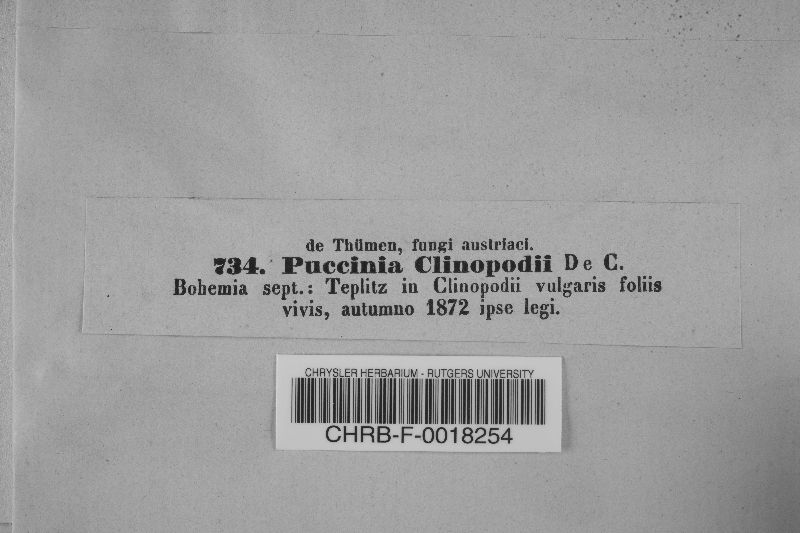 de Thümen, fungi austriaci.
734. Puccinia Clinopodii De C.
Bohemia sept.: Teplitz in Clinopodii vulgaris foliis
vivis, autumno 1872 ipse legi.
CHRYSLER HERBARIUM - RUTGERS UNIVERSITY
CHRB-F-0018254